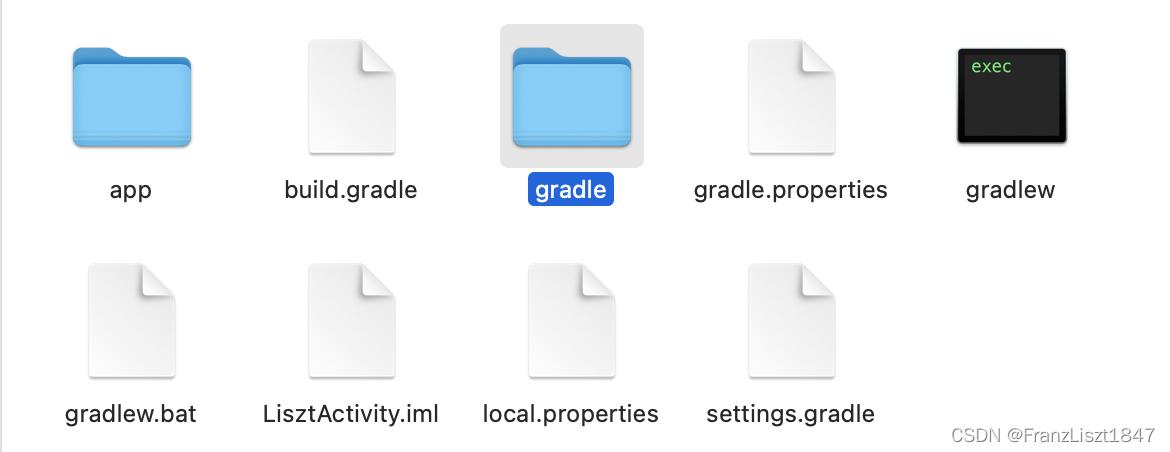 exec
app
build.gradle
gradle
gradle.properties
gradlew
gradlew.bat
LisztActivity.iml
local.properties
settings.gradle
CSDN @FranzLiszt1847